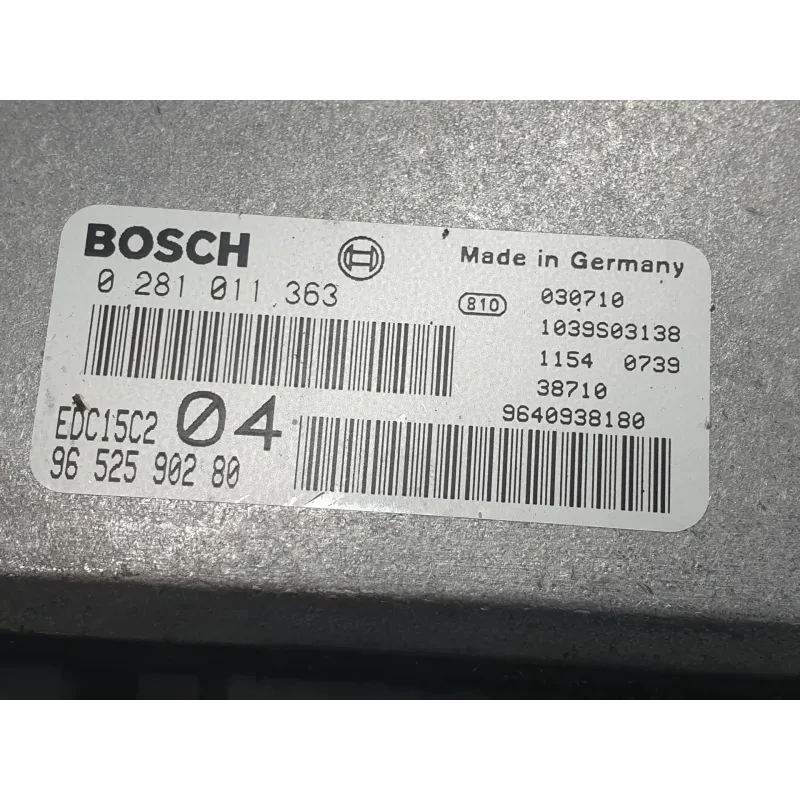 BOSCH
0 281 011 363
Made in Germany
810 030710
1039S03138
1154 0739
38710
9640938180
EDC15C2 04
96 525 902 80